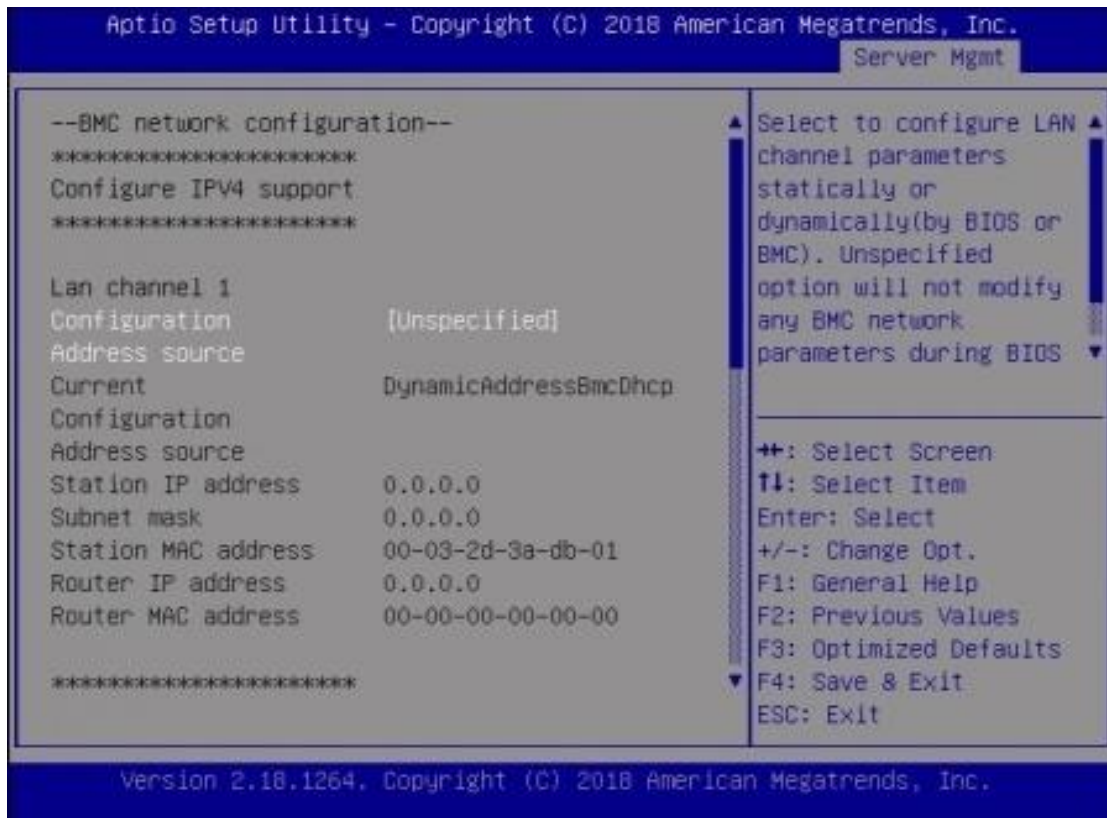 Aptio Setup Utility – Copyright (C) 2018 American Megatrends, Inc.
Server Mgmt
--BMC network configuration--
**********************
Configure IPV4 support
**********************
Lan channel 1
Configuration [Unspecified]
Address source
Current DynamicAddressBmcDhcp
Configuration
Address source
Station IP address 0.0.0.0
Subnet mask 0.0.0.0
Station MAC address 00-03-2d-3a-db-01
Router IP address 0.0.0.0
Router MAC address 00-00-00-00-00-00
**********************
Select to configure LAN
channel parameters
statically or
dynamically(by BIOS or
BMC). Unspecified
option will not modify
any BMC network
parameters during BIOS
→←: Select Screen
↑↓: Select Item
Enter: Select
+/-: Change Opt.
F1: General Help
F2: Previous Values
F3: Optimized Defaults
F4: Save & Exit
ESC: Exit
Version 2.18.1264. Copyright (C) 2018 American Megatrends, Inc.